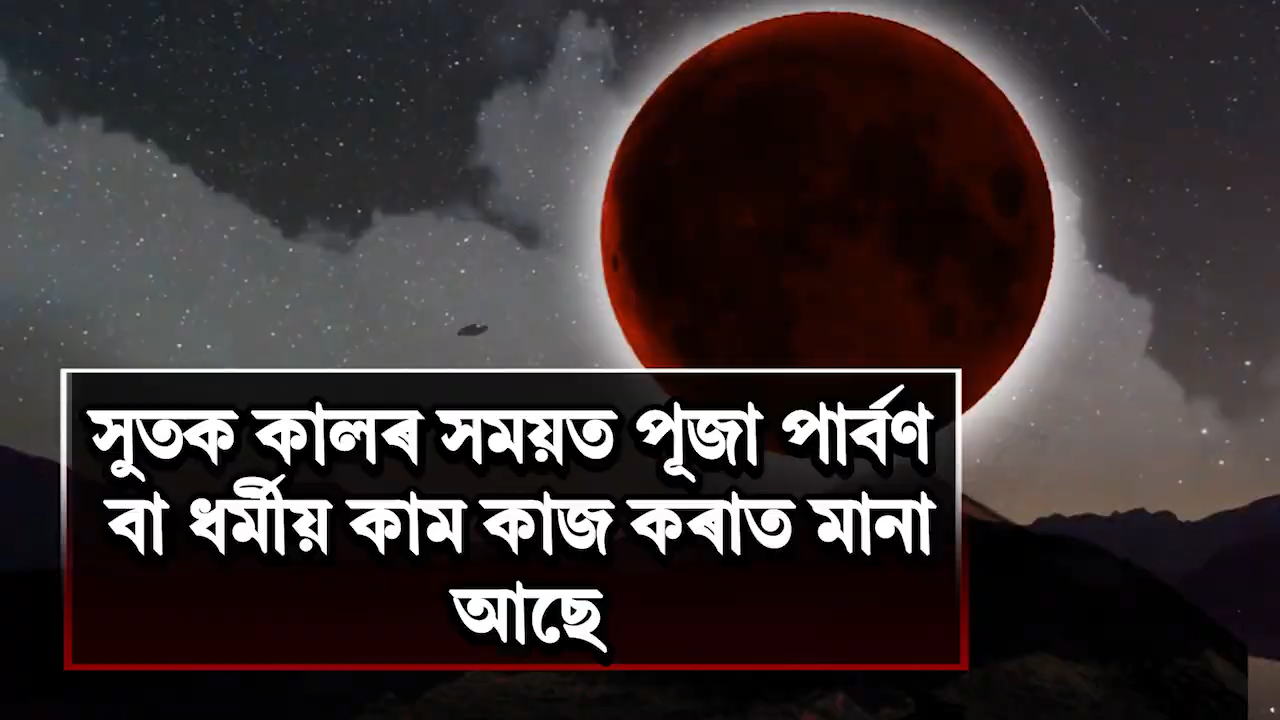 সুতক কালৰ সময়ত পূজা পাৰ্বণ
বা ধৰ্মীয় কাম কাজ কৰাত মানা
আছে